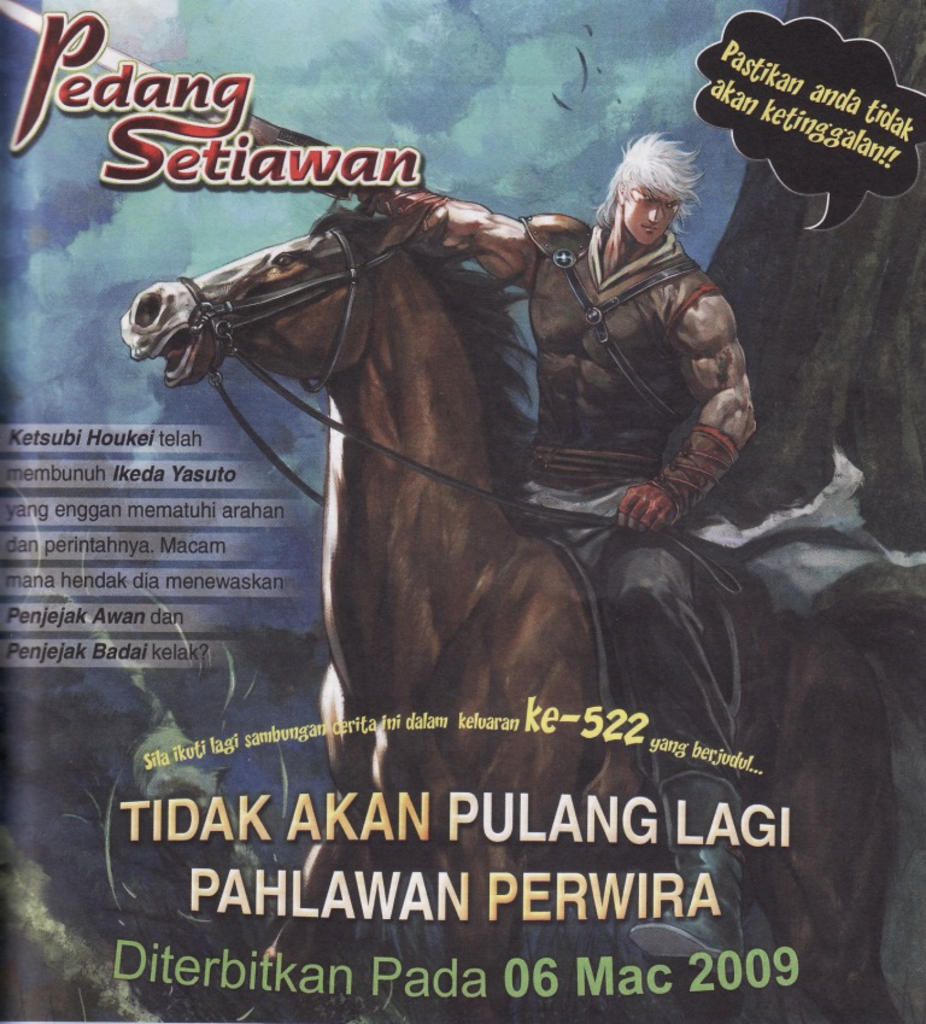 Pedang
Setiawan
Pastikan anda tidak
akan ketinggalan!!
Ketsubi Houkei telah
membunuh Ikeda Yasuto
yang enggan mematuhi arahan
dan perintahnya. Macam
mana hendak dia menewaskan
Penjejak Awan dan
Penjejak Badai kelak?
Sila ikuti lagi sambungan cerita ini dalam keluaran ke-522 yang berjudul...
TIDAK AKAN PULANG LAGI
PAHLAWAN PERWIRA
Diterbitkan Pada 06 Mac 2009